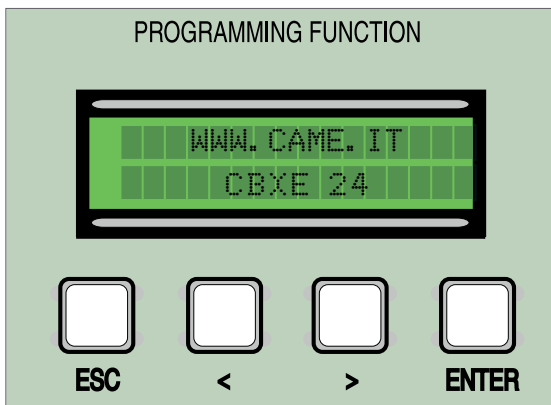 PROGRAMMING FUNCTION
WWW.CAME.IT
CBXE 24
ESC < > ENTER